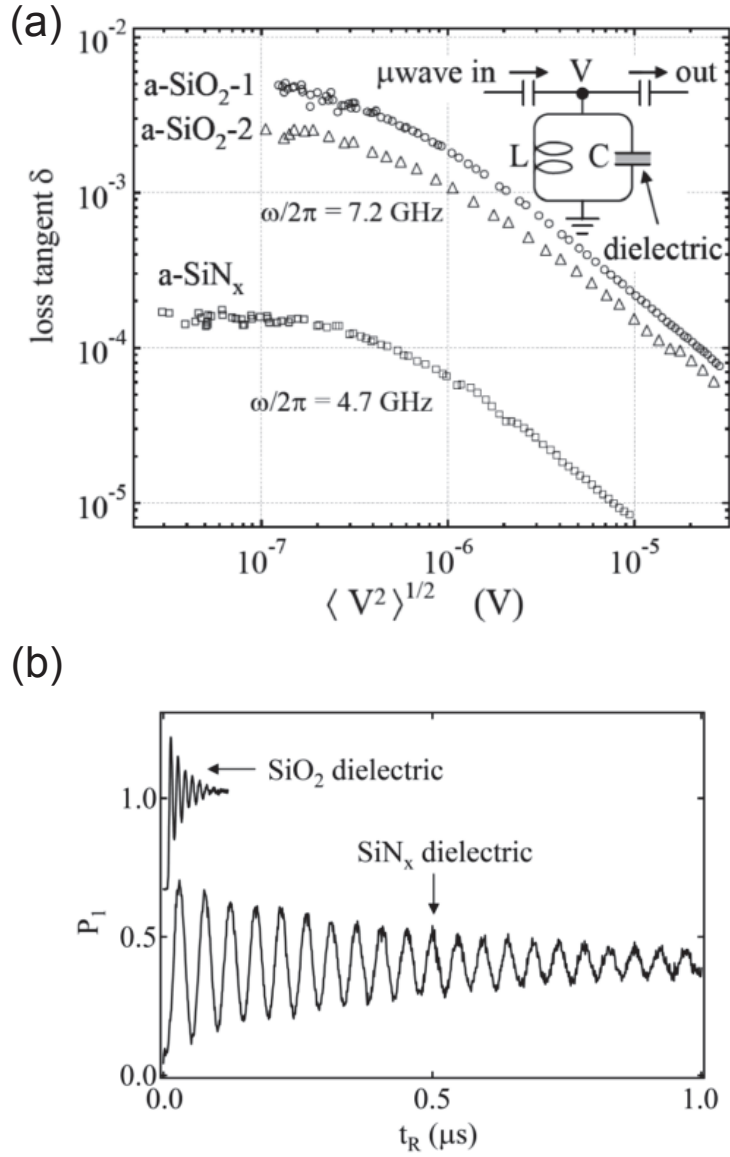 (a)
10⁻²
10⁻³
10⁻⁴
10⁻⁵
loss tangent δ
a-SiO₂-1
a-SiO₂-2
ω/2π = 7.2 GHz
a-SiNₓ
ω/2π = 4.7 GHz
μwave in
V
out
L
C
dielectric
10⁻⁷
10⁻⁶
10⁻⁵
⟨ V² ⟩¹ᐟ² (V)
(b)
1.0
0.5
0.0
P₁
SiO₂ dielectric
SiNₓ dielectric
0.0
0.5
1.0
t_R (μs)